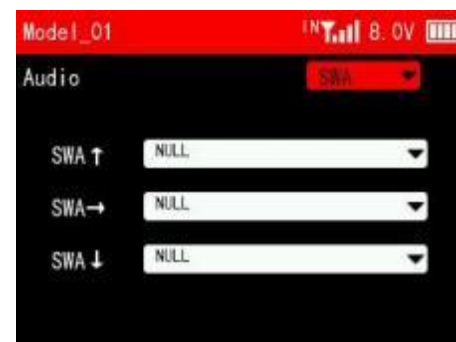 Model_01 IN 8.0V
Audio SWA
SWA↑ NULL
SWA→ NULL
SWA↓ NULL